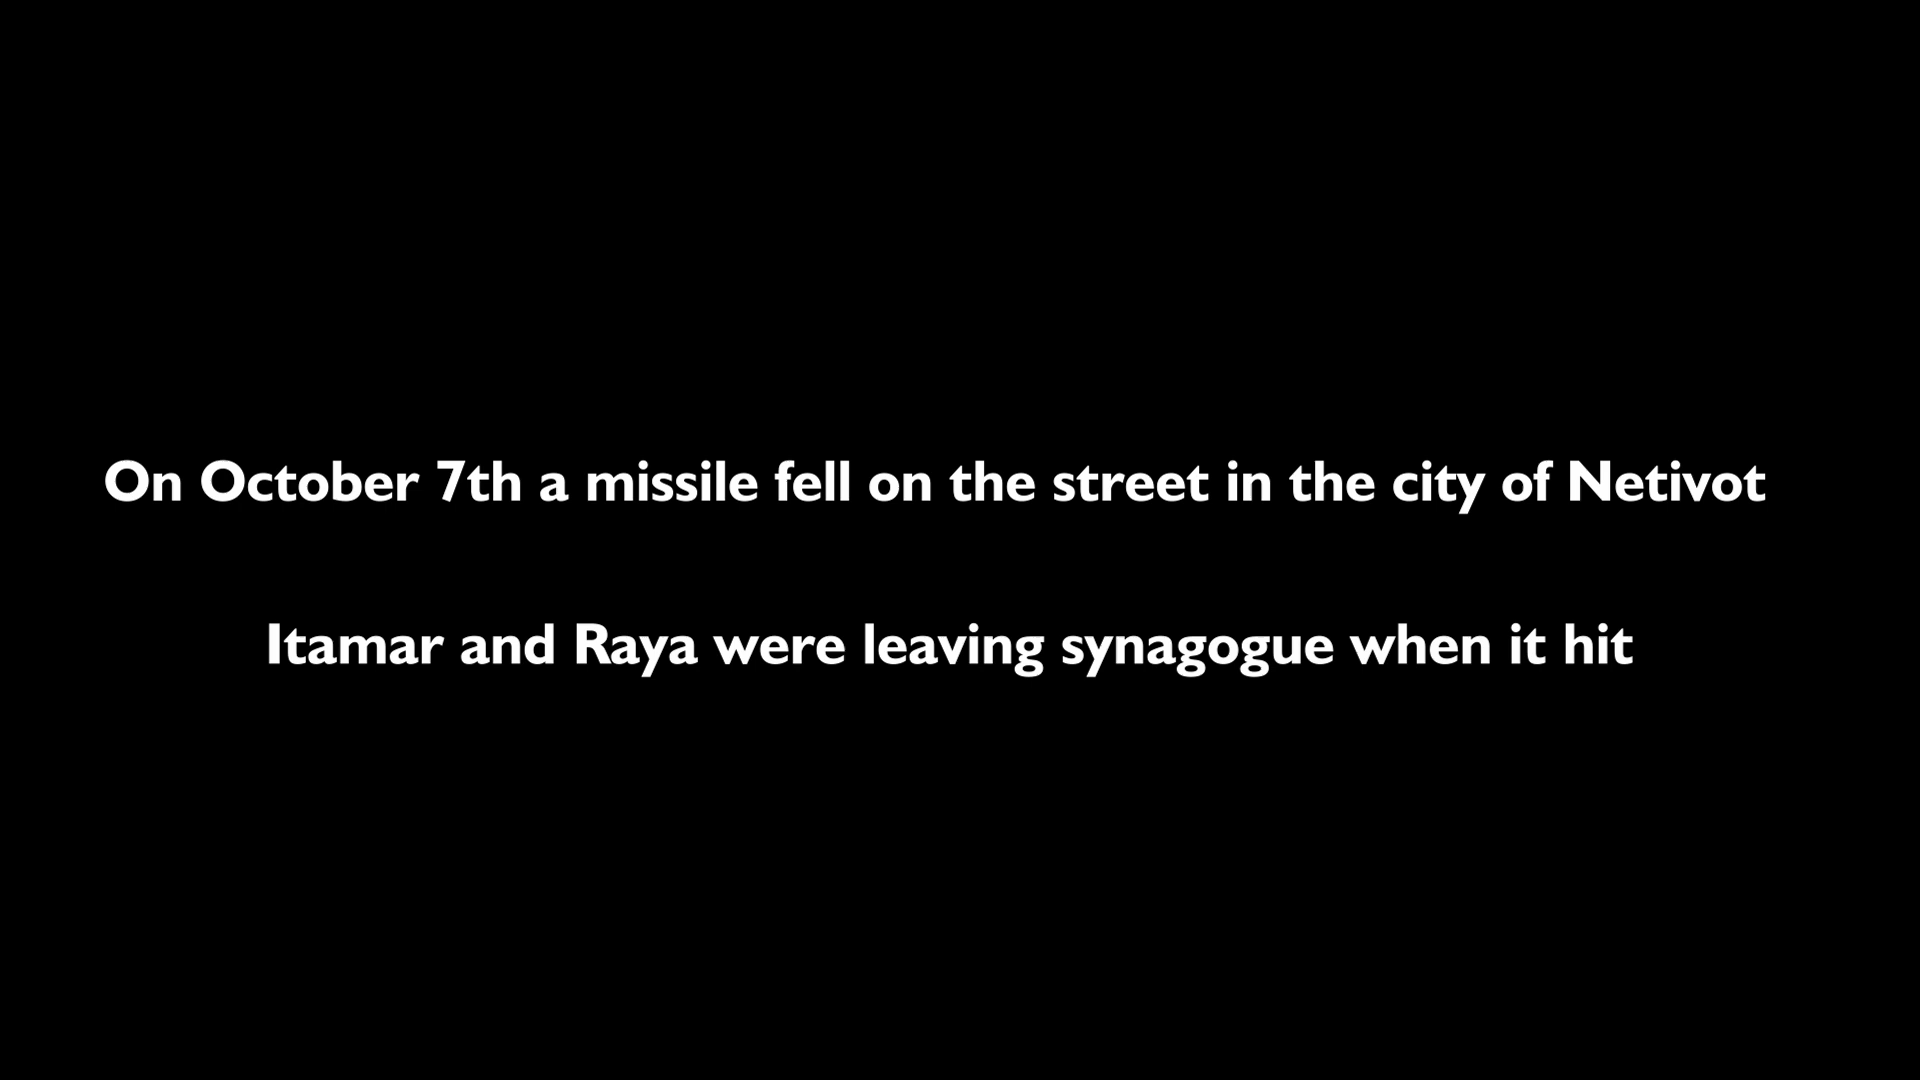 On October 7th a missile fell on the street in the city of Netivot
Itamar and Raya were leaving synagogue when it hit